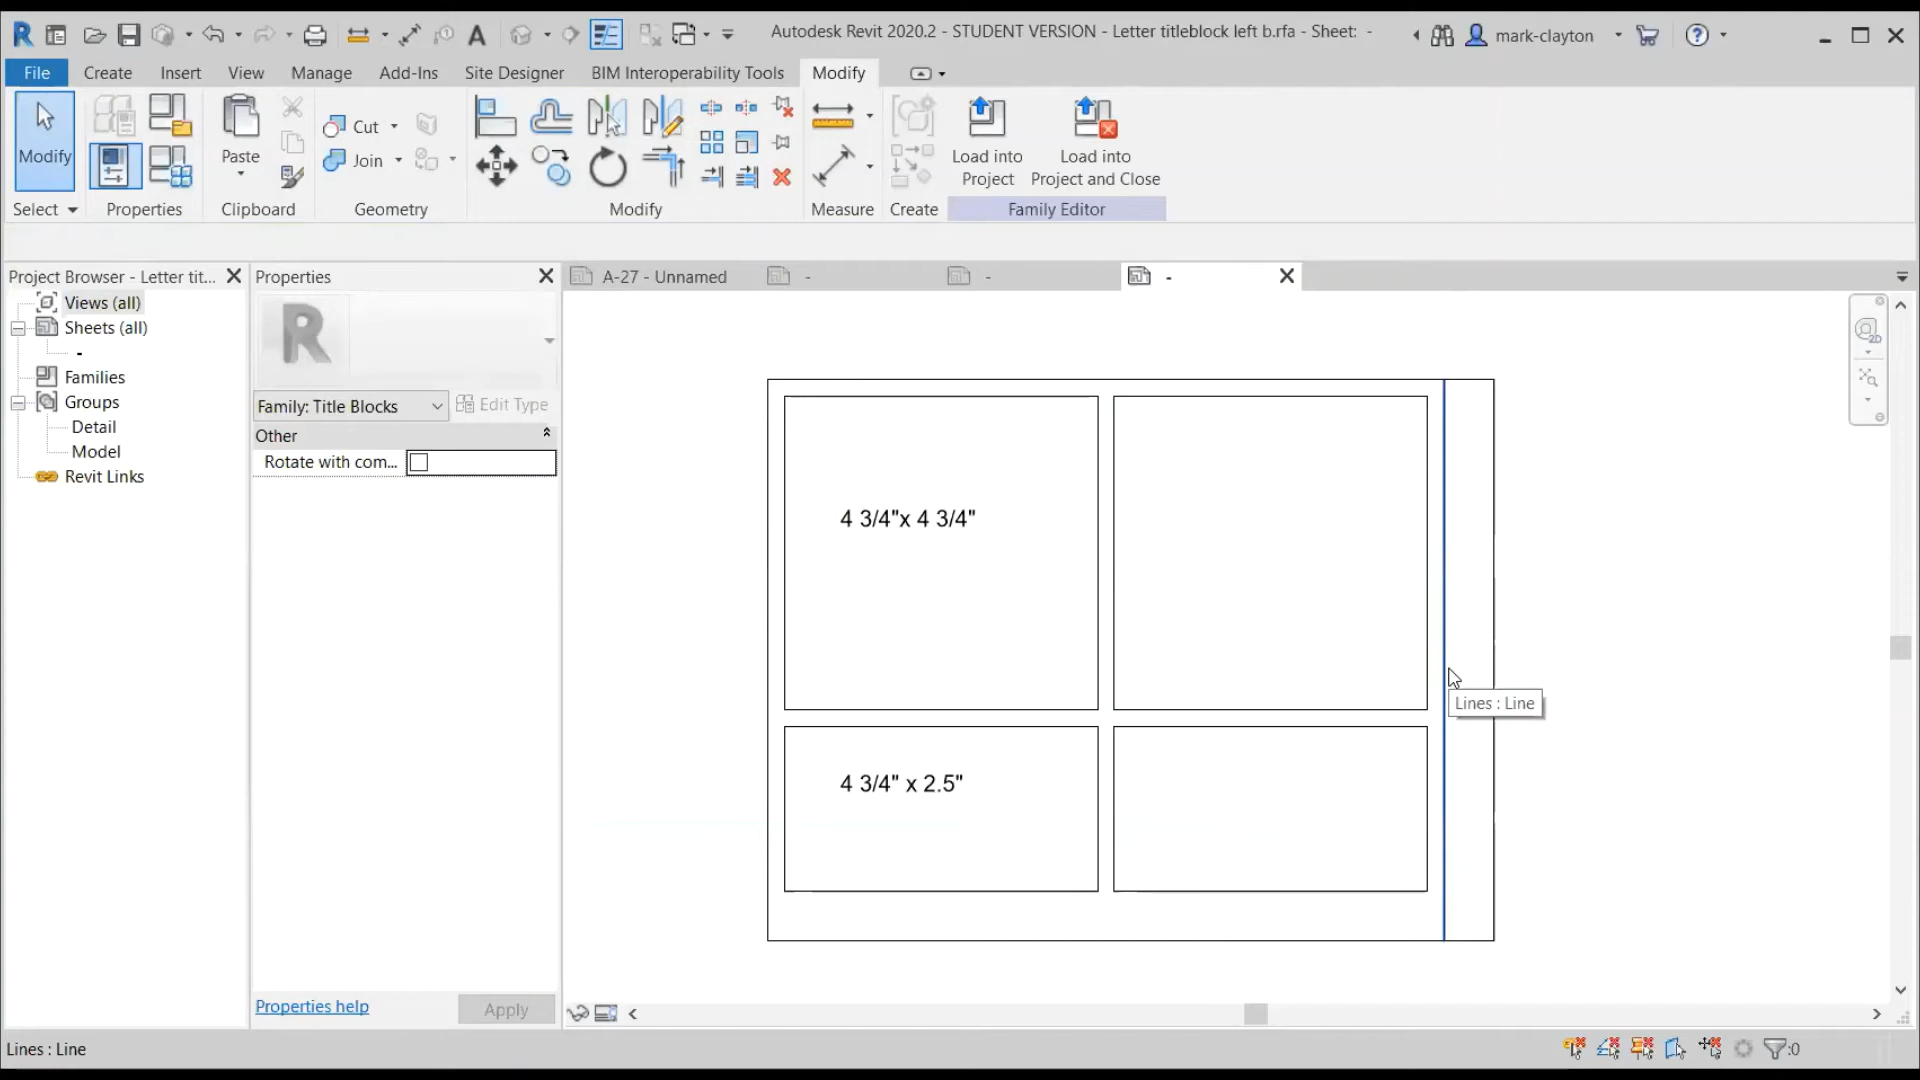 Autodesk Revit 2020.2 - STUDENT VERSION - Letter titleblock left b.rfa - Sheet: -
mark-clayton
File Create Insert View Manage Add-Ins Site Designer BIM Interoperability Tools Modify
Modify
Paste
Cut
Join
Load into Project
Load into Project and Close
Select Properties Clipboard Geometry Modify Measure Create Family Editor
Project Browser - Letter tit...
Properties
A-27 - Unnamed
-
-
-
Views (all)
Sheets (all)
-
Families
Groups
Detail
Model
Revit Links
R
Family: Title Blocks
Edit Type
Other
Rotate with com...
2D
4 3/4"x 4 3/4"
Lines : Line
4 3/4" x 2.5"
Properties help
Apply
Lines : Line
:0